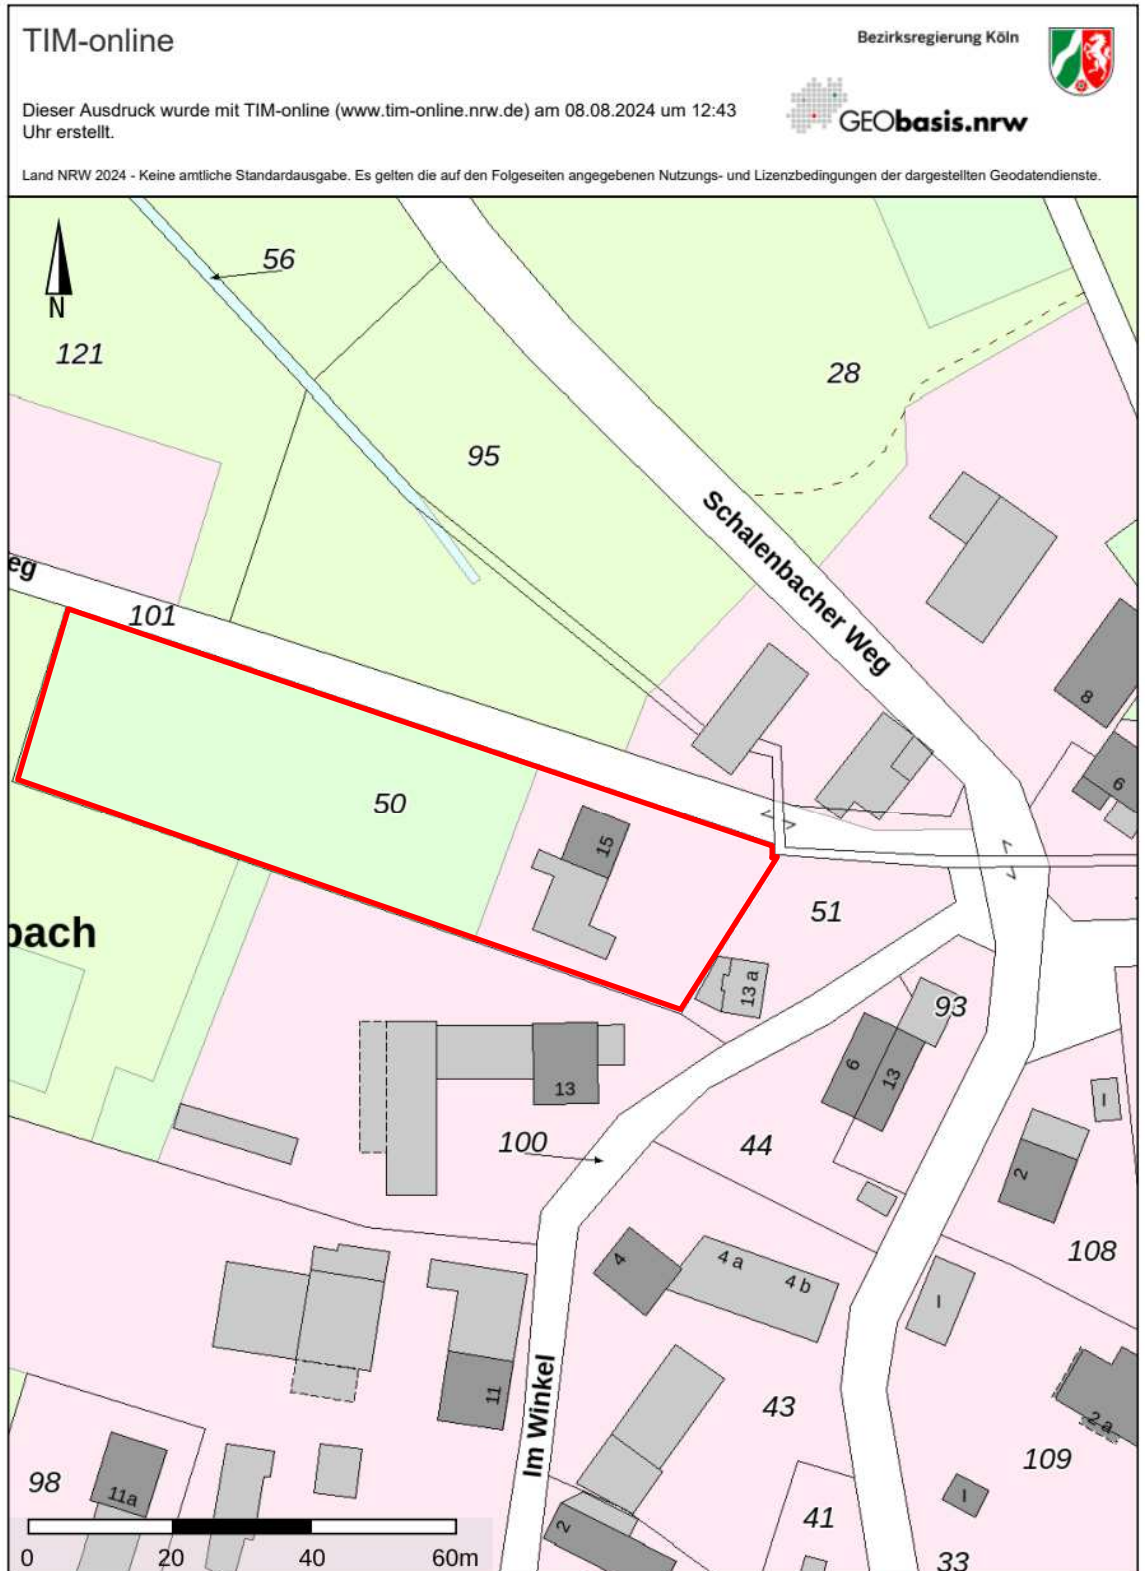 TIM-online
Bezirksregierung Köln
Dieser Ausdruck wurde mit TIM-online (www.tim-online.nrw.de) am 08.08.2024 um 12:43
Uhr erstellt.
GEObasis.nrw
Land NRW 2024 - Keine amtliche Standardausgabe. Es gelten die auf den Folgeseiten angegebenen Nutzungs- und Lizenzbedingungen der dargestellten Geodatendienste.
N
56
121
28
95
Schalenbacher Weg
eg
101
8
6
50
15
51
bach
13 a
93
6
13
13
I
100
44
2
4
4 a
4 b
108
I
11
Im Winkel
43
2 a
109
98
11a
I
41
2
33
0
20
40
60m